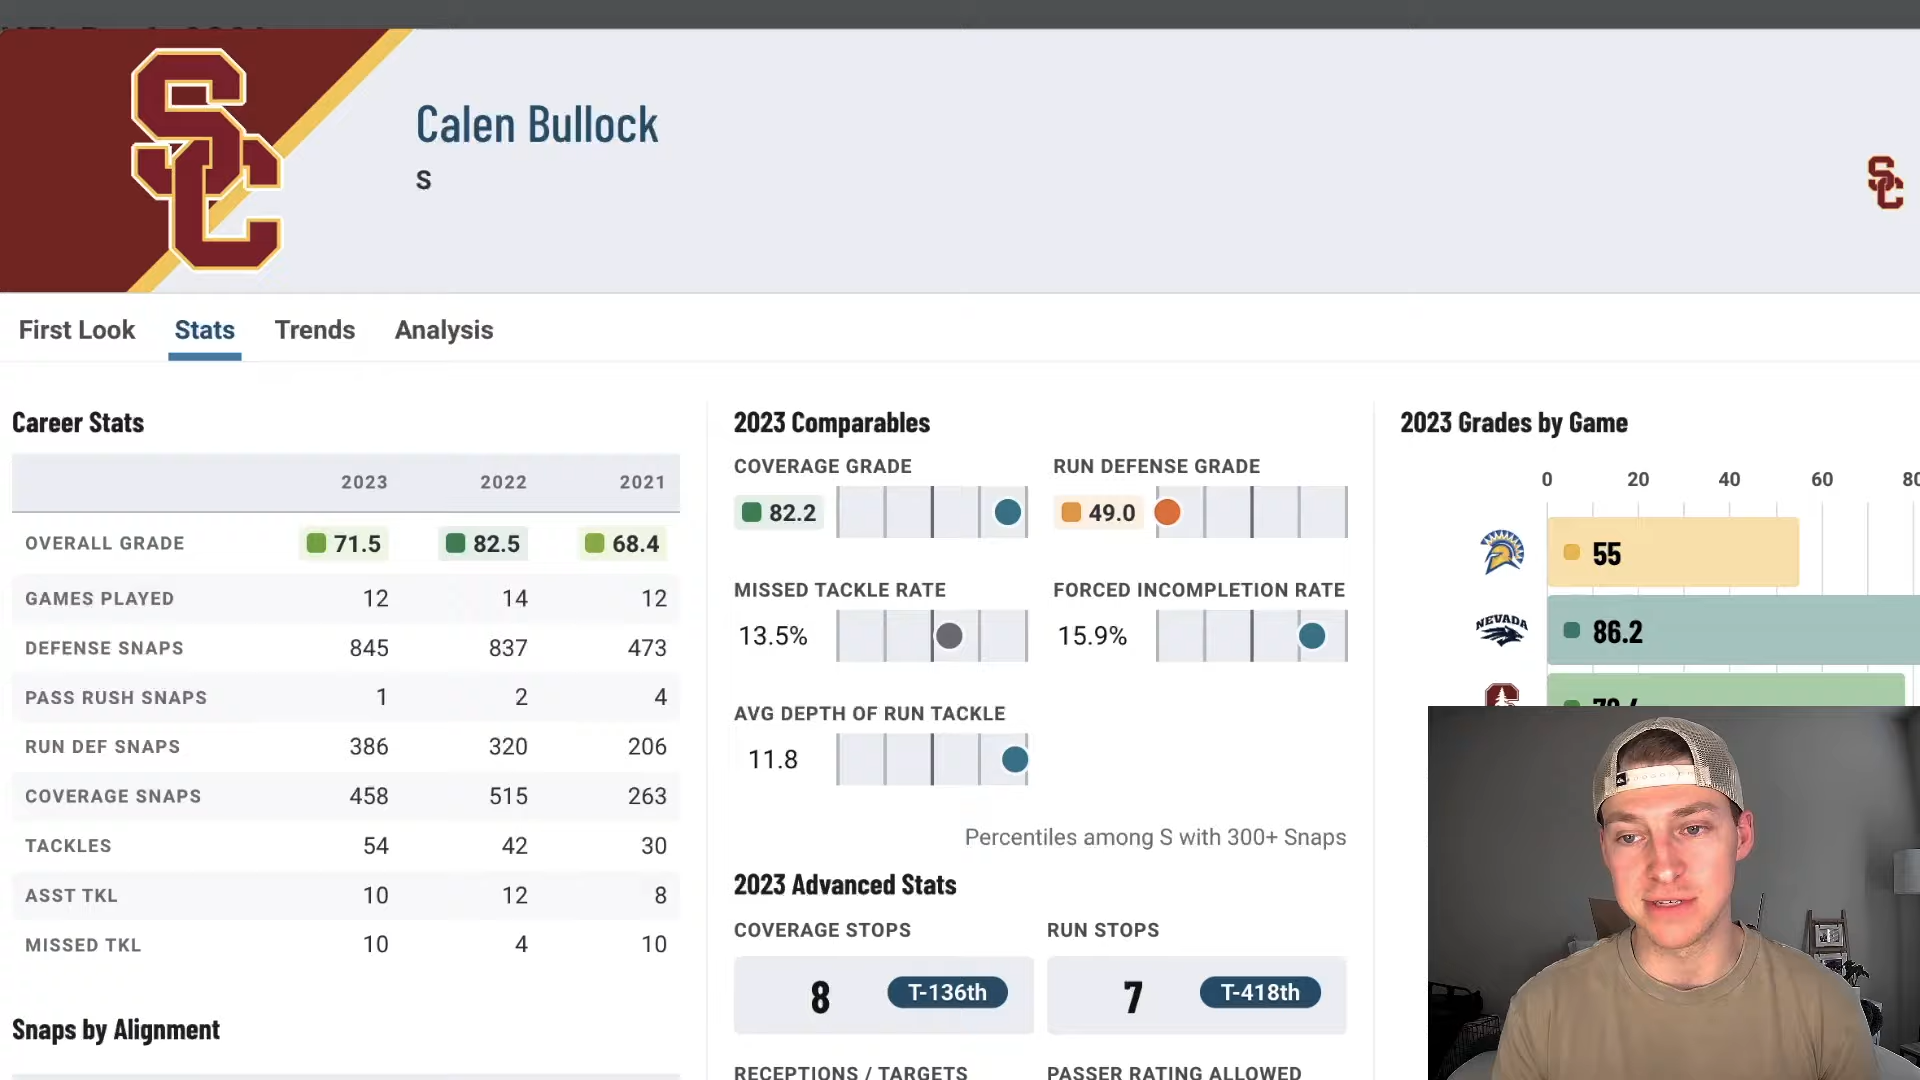 Calen Bullock
S
First Look Stats Trends Analysis
Career Stats
2023 2022 2021
OVERALL GRADE 71.5 82.5 68.4
GAMES PLAYED 12 14 12
DEFENSE SNAPS 845 837 473
PASS RUSH SNAPS 1 2 4
RUN DEF SNAPS 386 320 206
COVERAGE SNAPS 458 515 263
TACKLES 54 42 30
ASST TKL 10 12 8
MISSED TKL 10 4 10
Snaps by Alignment
2023 Comparables
COVERAGE GRADE RUN DEFENSE GRADE
82.2 49.0
MISSED TACKLE RATE FORCED INCOMPLETION RATE
13.5% 15.9%
AVG DEPTH OF RUN TACKLE
11.8
Percentiles among S with 300+ Snaps
2023 Advanced Stats
COVERAGE STOPS RUN STOPS
8 T-136th 7 T-418th
RECEPTIONS / TARGETS PASSER RATING ALLOWED
2023 Grades by Game
0 20 40 60 80
55
NEVADA 86.2
SC
SC